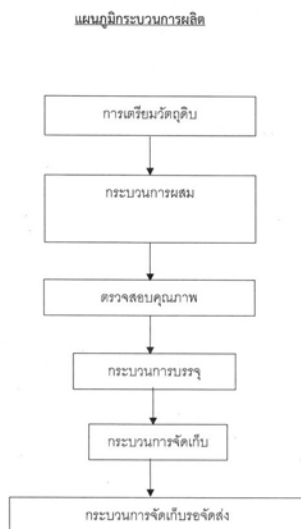 แผนภูมิกระบวนการผลิต
การเตรียมวัตถุดิบ
กระบวนการผสม
ตรวจสอบคุณภาพ
กระบวนการบรรจุ
กระบวนการจัดเก็บ
กระบวนการจัดเก็บรอจัดส่ง